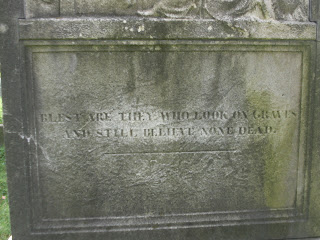 BLEST ARE THEY WHO LOOK ON GRAVES
AND STILL BELIEVE NONE DEAD.